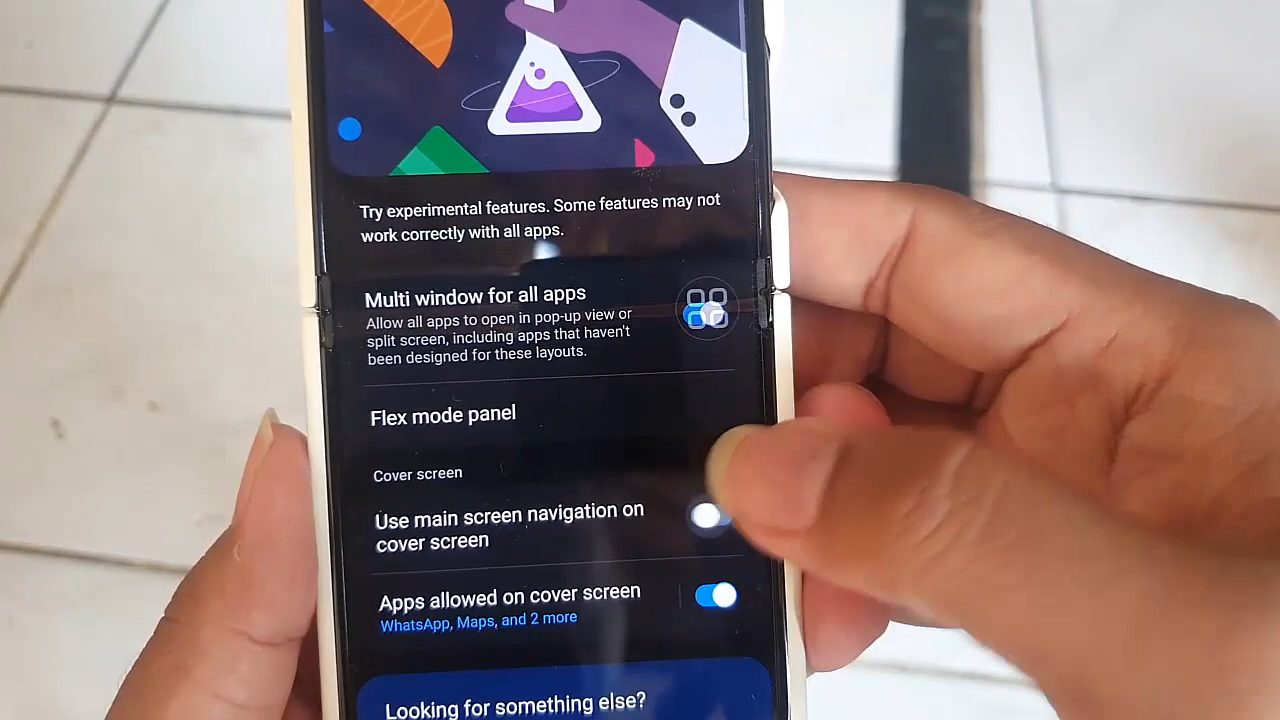 Try experimental features. Some features may not
work correctly with all apps.
Multi window for all apps
Allow all apps to open in pop-up view or
split screen, including apps that haven't
been designed for these layouts.
Flex mode panel
Cover screen
Use main screen navigation on
cover screen
Apps allowed on cover screen
WhatsApp, Maps, and 2 more
Looking for something else?